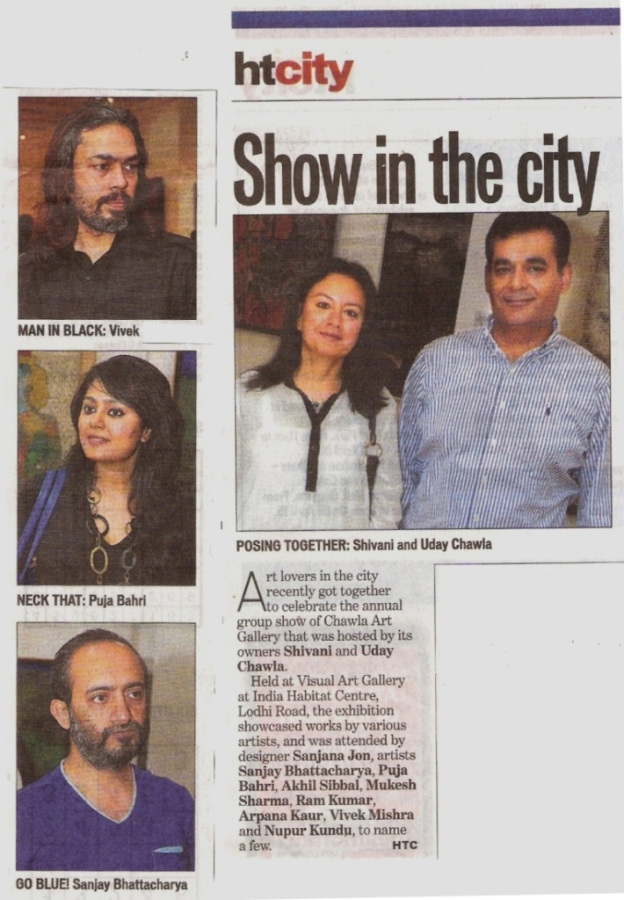 htcity
Show in the city
MAN IN BLACK: Vivek
NECK THAT: Puja Bahri
GO BLUE! Sanjay Bhattacharya
POSING TOGETHER: Shivani and Uday Chawla
Art lovers in the city
recently got together
to celebrate the annual
group show of Chawla Art
Gallery that was hosted by its
owners Shivani and Uday
Chawla.
Held at Visual Art Gallery
at India Habitat Centre,
Lodhi Road, the exhibition
showcased works by various
artists, and was attended by
designer Sanjana Jon, artists
Sanjay Bhattacharya, Puja
Bahri, Akhil Sibbal, Mukesh
Sharma, Ram Kumar,
Arpana Kaur, Vivek Mishra
and Nupur Kundu, to name
a few. HTC